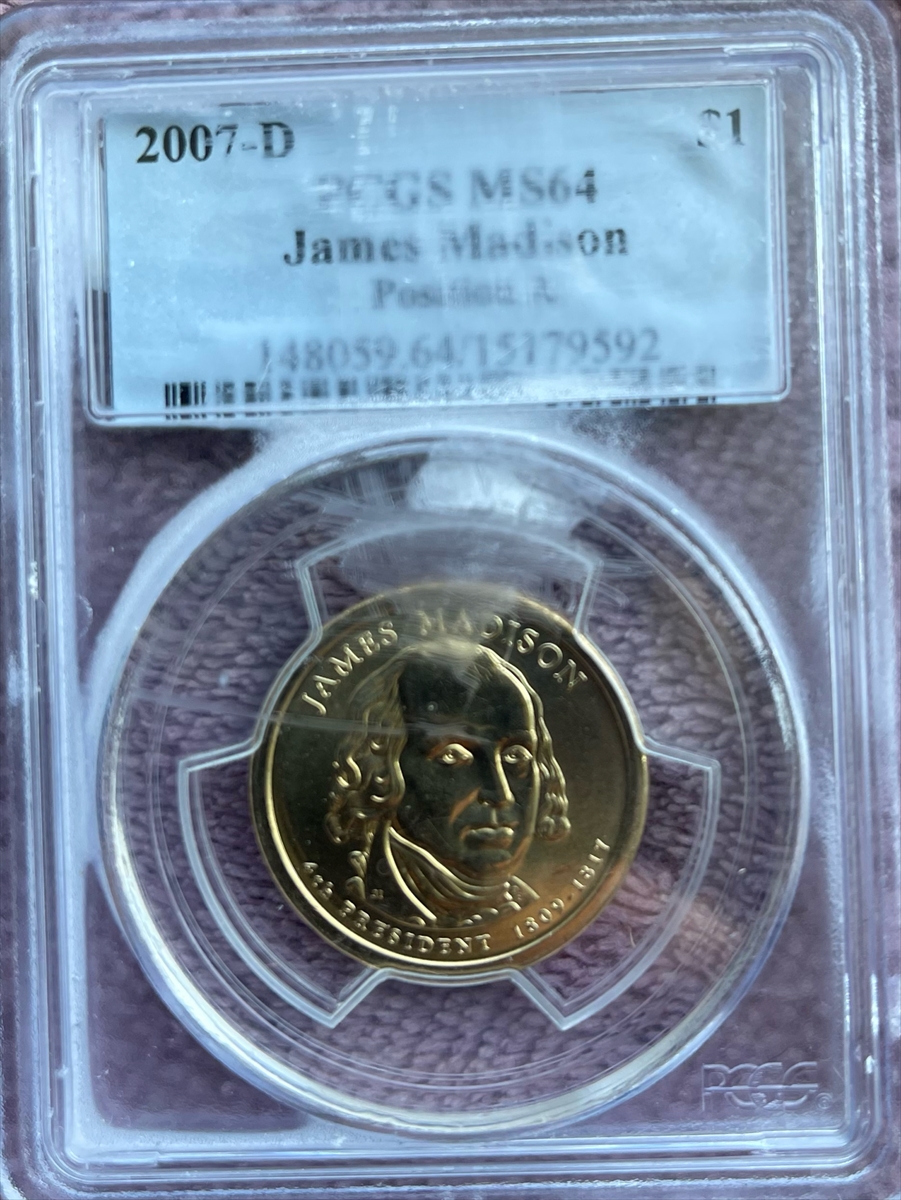 2007-D $1
PCGS MS64
James Madison
Position A
148059.64/15179592
JAMES MADISON
4th PRESIDENT 1809-1817
PCGS